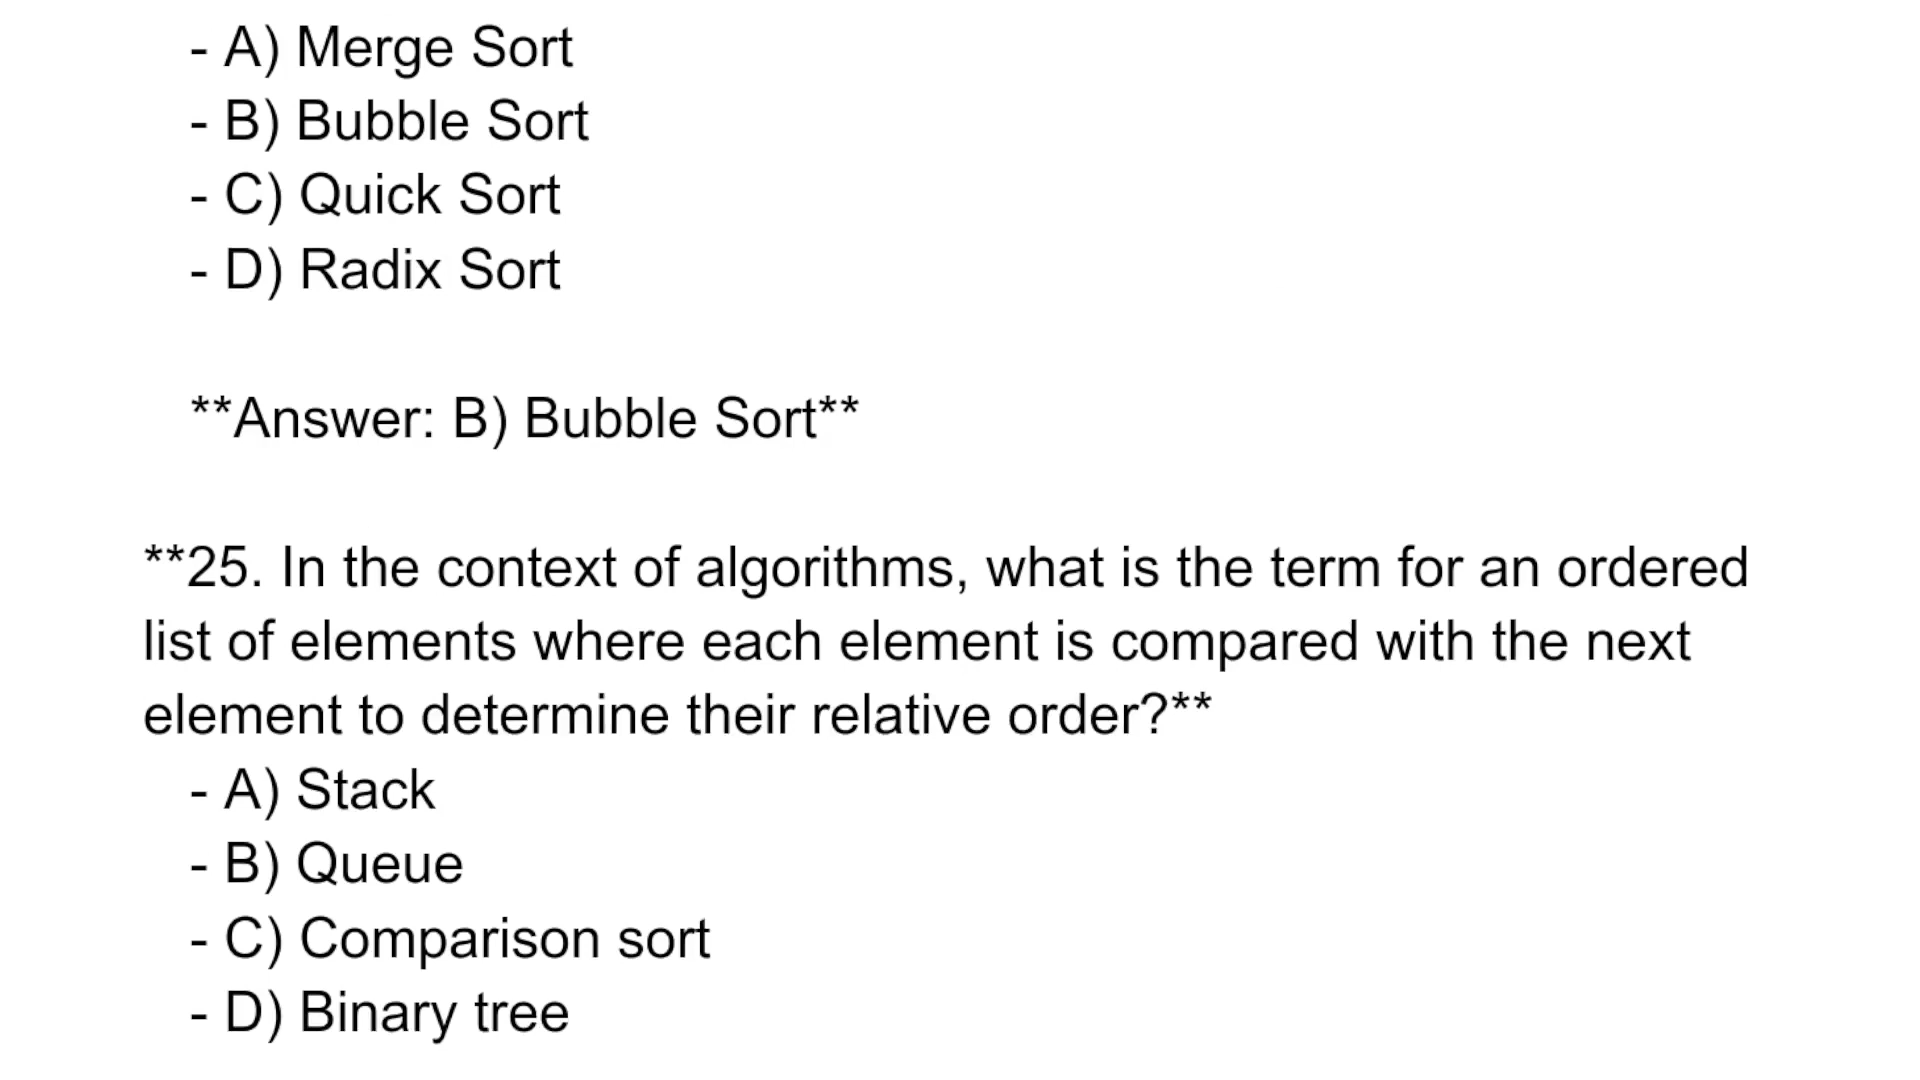 - A) Merge Sort
- B) Bubble Sort
- C) Quick Sort
- D) Radix Sort
**Answer: B) Bubble Sort**
**25. In the context of algorithms, what is the term for an ordered
list of elements where each element is compared with the next
element to determine their relative order?**
- A) Stack
- B) Queue
- C) Comparison sort
- D) Binary tree